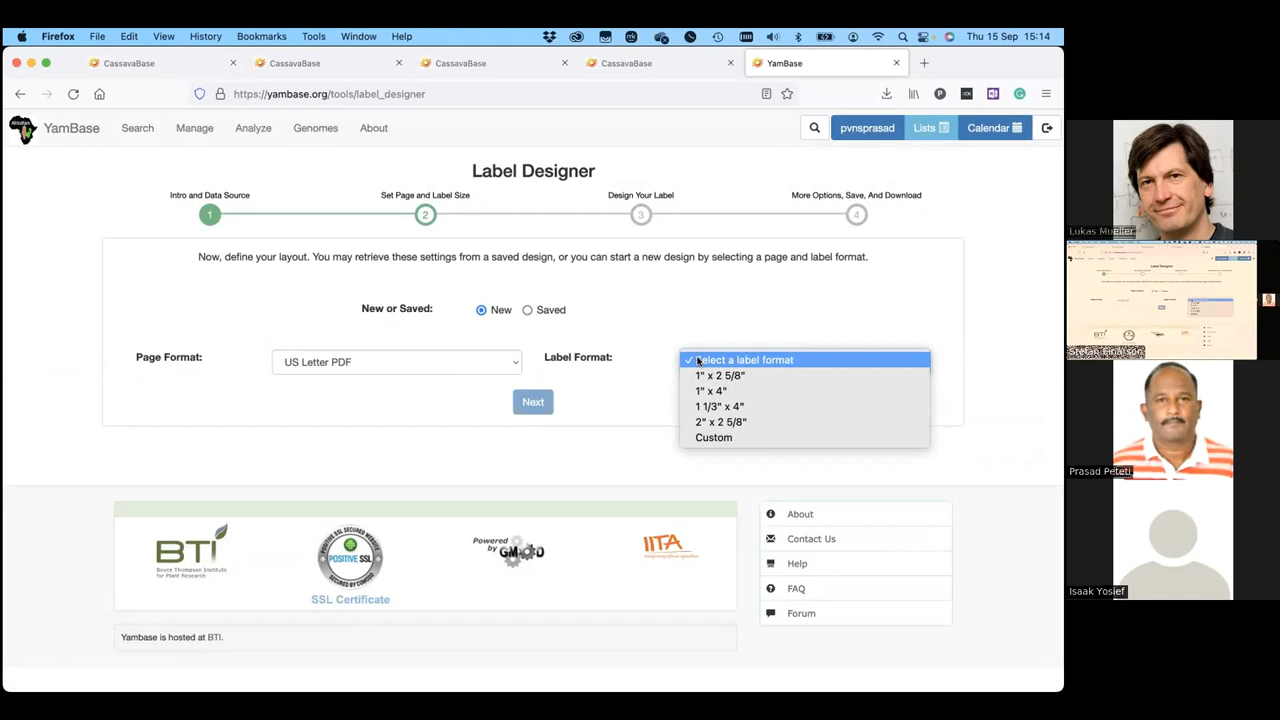 Firefox File Edit View History Bookmarks Tools Window Help Thu 15 Sep 15:14
CassavaBase CassavaBase CassavaBase CassavaBase YamBase
https://yambase.org/tools/label_designer
YamBase Search Manage Analyze Genomes About pvnsprasad Lists Calendar
Label Designer
Intro and Data Source Set Page and Label Size Design Your Label More Options, Save, And Download
1 2 3 4
Now, define your layout. You may retrieve these settings from a saved design, or you can start a new design by selecting a page and label format.
New or Saved: New Saved
Page Format: US Letter PDF Label Format: Select a label format
1" x 2 5/8"
1" x 4"
1 1/3" x 4"
2" x 2 5/8"
Custom
Next
BTI
Boyce Thompson Institute
for Plant Research
POSITIVE SSL
SSL Certificate
Powered
by GMOD
IITA
Transforming African Agriculture
About
Contact Us
Help
FAQ
Forum
Yambase is hosted at BTI.
Lukas Mueller
Stefan Einarson
Prasad Peteti
Isaak Yosief